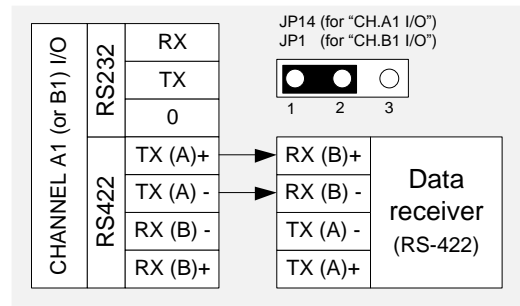 JP14 (for “CH.A1 I/O”)
JP1 (for “CH.B1 I/O”)
1 2 3
CHANNEL A1 (or B1) I/O
RS232
RX
TX
0
RS422
TX (A)+
TX (A) -
RX (B) -
RX (B)+
RX (B)+
RX (B) -
TX (A) -
TX (A)+
Data
receiver
(RS-422)